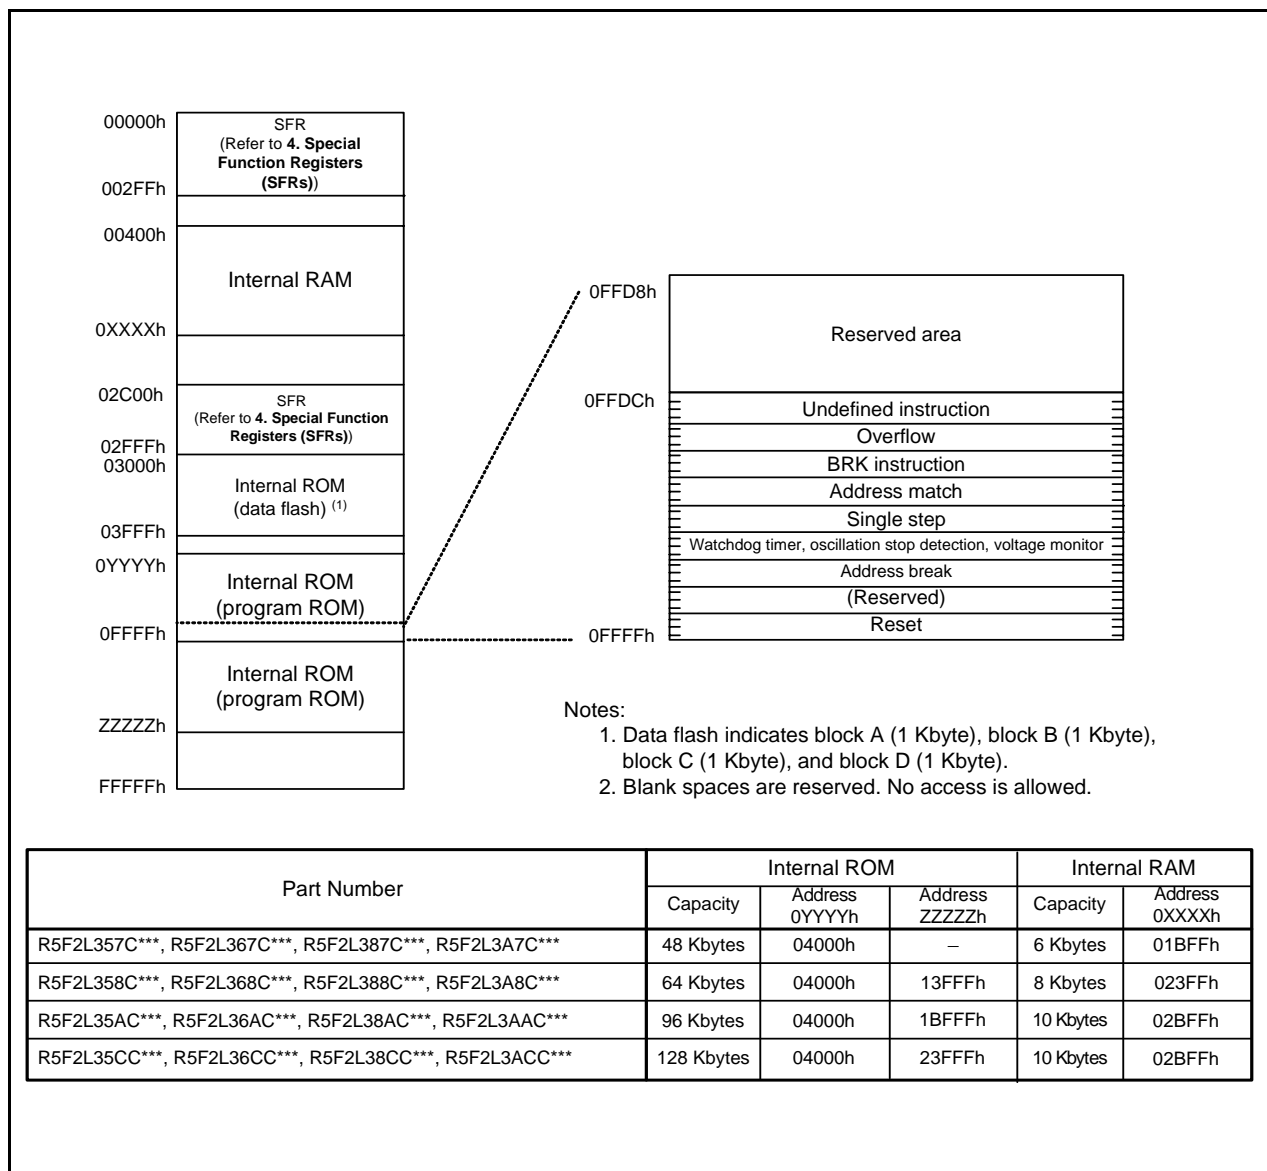 00000h
SFR
(Refer to 4. Special
Function Registers
(SFRs))
002FFh
00400h
Internal RAM
0XXXXh
02C00h
SFR
(Refer to 4. Special Function
Registers (SFRs))
02FFFh
03000h
Internal ROM
(data flash) (1)
03FFFh
0YYYYh
Internal ROM
(program ROM)
0FFFFh
Internal ROM
(program ROM)
ZZZZZh
FFFFFh
0FFD8h
Reserved area
0FFDCh
Undefined instruction
Overflow
BRK instruction
Address match
Single step
Watchdog timer, oscillation stop detection, voltage monitor
Address break
(Reserved)
Reset
0FFFFh
Notes:
1. Data flash indicates block A (1 Kbyte), block B (1 Kbyte),
block C (1 Kbyte), and block D (1 Kbyte).
2. Blank spaces are reserved. No access is allowed.
Part Number Internal ROM Internal RAM
Capacity Address 0YYYYh Address ZZZZZh Capacity Address 0XXXXh
R5F2L357C***, R5F2L367C***, R5F2L387C***, R5F2L3A7C*** 48 Kbytes 04000h – 6 Kbytes 01BFFh
R5F2L358C***, R5F2L368C***, R5F2L388C***, R5F2L3A8C*** 64 Kbytes 04000h 13FFFh 8 Kbytes 023FFh
R5F2L35AC***, R5F2L36AC***, R5F2L38AC***, R5F2L3AAC*** 96 Kbytes 04000h 1BFFFh 10 Kbytes 02BFFh
R5F2L35CC***, R5F2L36CC***, R5F2L38CC***, R5F2L3ACC*** 128 Kbytes 04000h 23FFFh 10 Kbytes 02BFFh